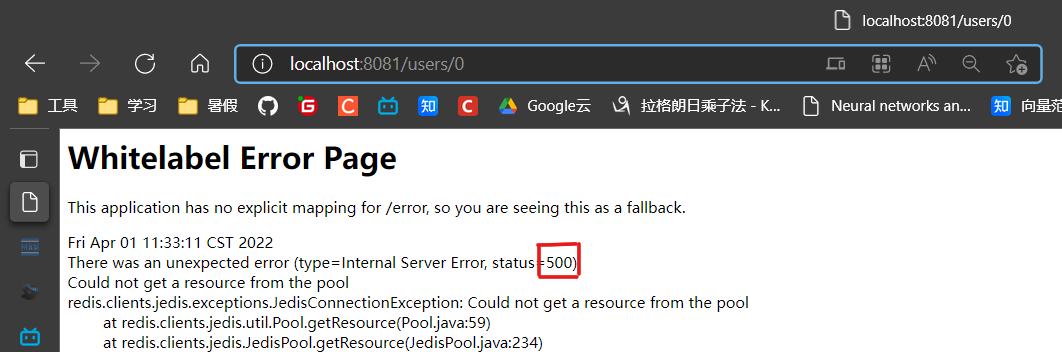 localhost:8081/users/0
localhost:8081/users/0
工具 学习 暑假 G C 知 C Google云 拉格朗日乘子法 - K... Neural networks an... 知 向量范
Whitelabel Error Page
This application has no explicit mapping for /error, so you are seeing this as a fallback.
Fri Apr 01 11:33:11 CST 2022
There was an unexpected error (type=Internal Server Error, status=500)
Could not get a resource from the pool
redis.clients.jedis.exceptions.JedisConnectionException: Could not get a resource from the pool
at redis.clients.jedis.util.Pool.getResource(Pool.java:59)
at redis.clients.jedis.JedisPool.getResource(JedisPool.java:234)